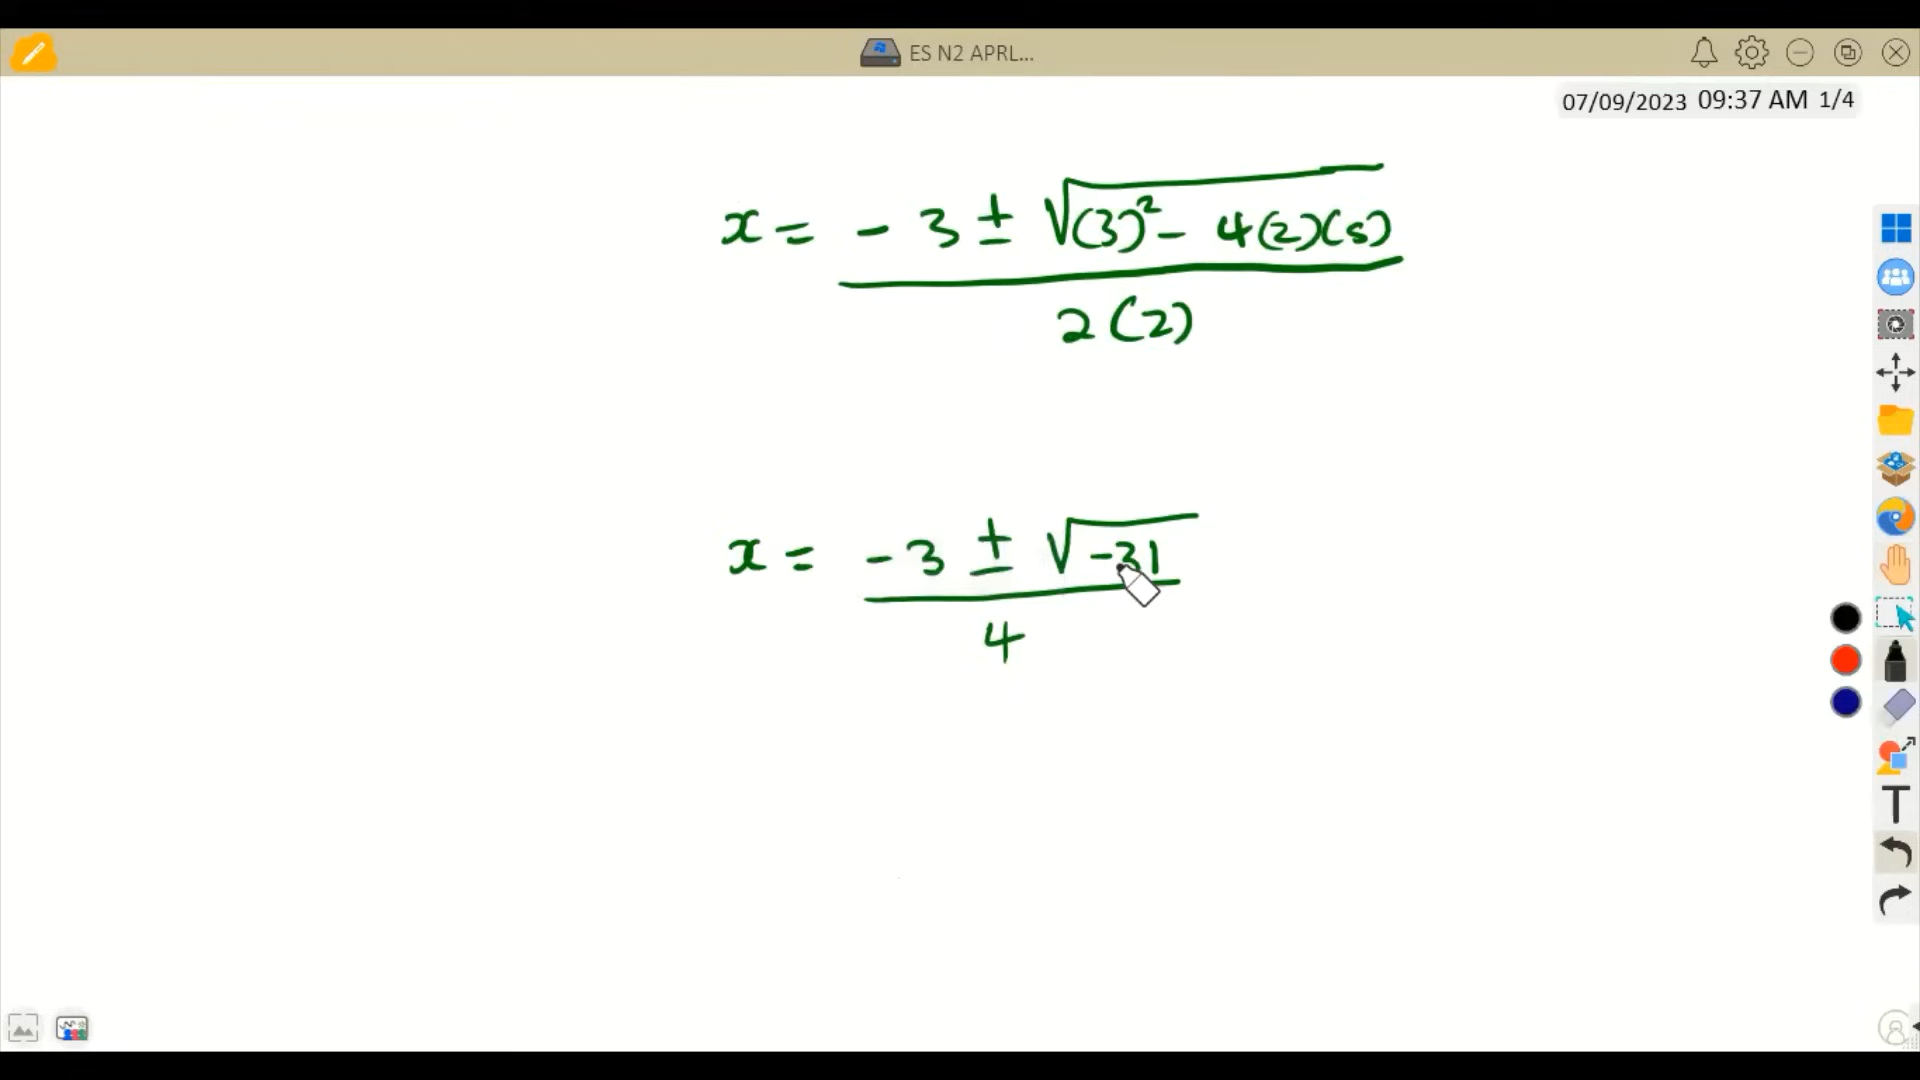 ES N2 APRL...
07/09/2023 09:37 AM 1/4
x = - 3 ± √(3)² - 4(2)(5)
2(2)
x = -3 ± √-31
4
T